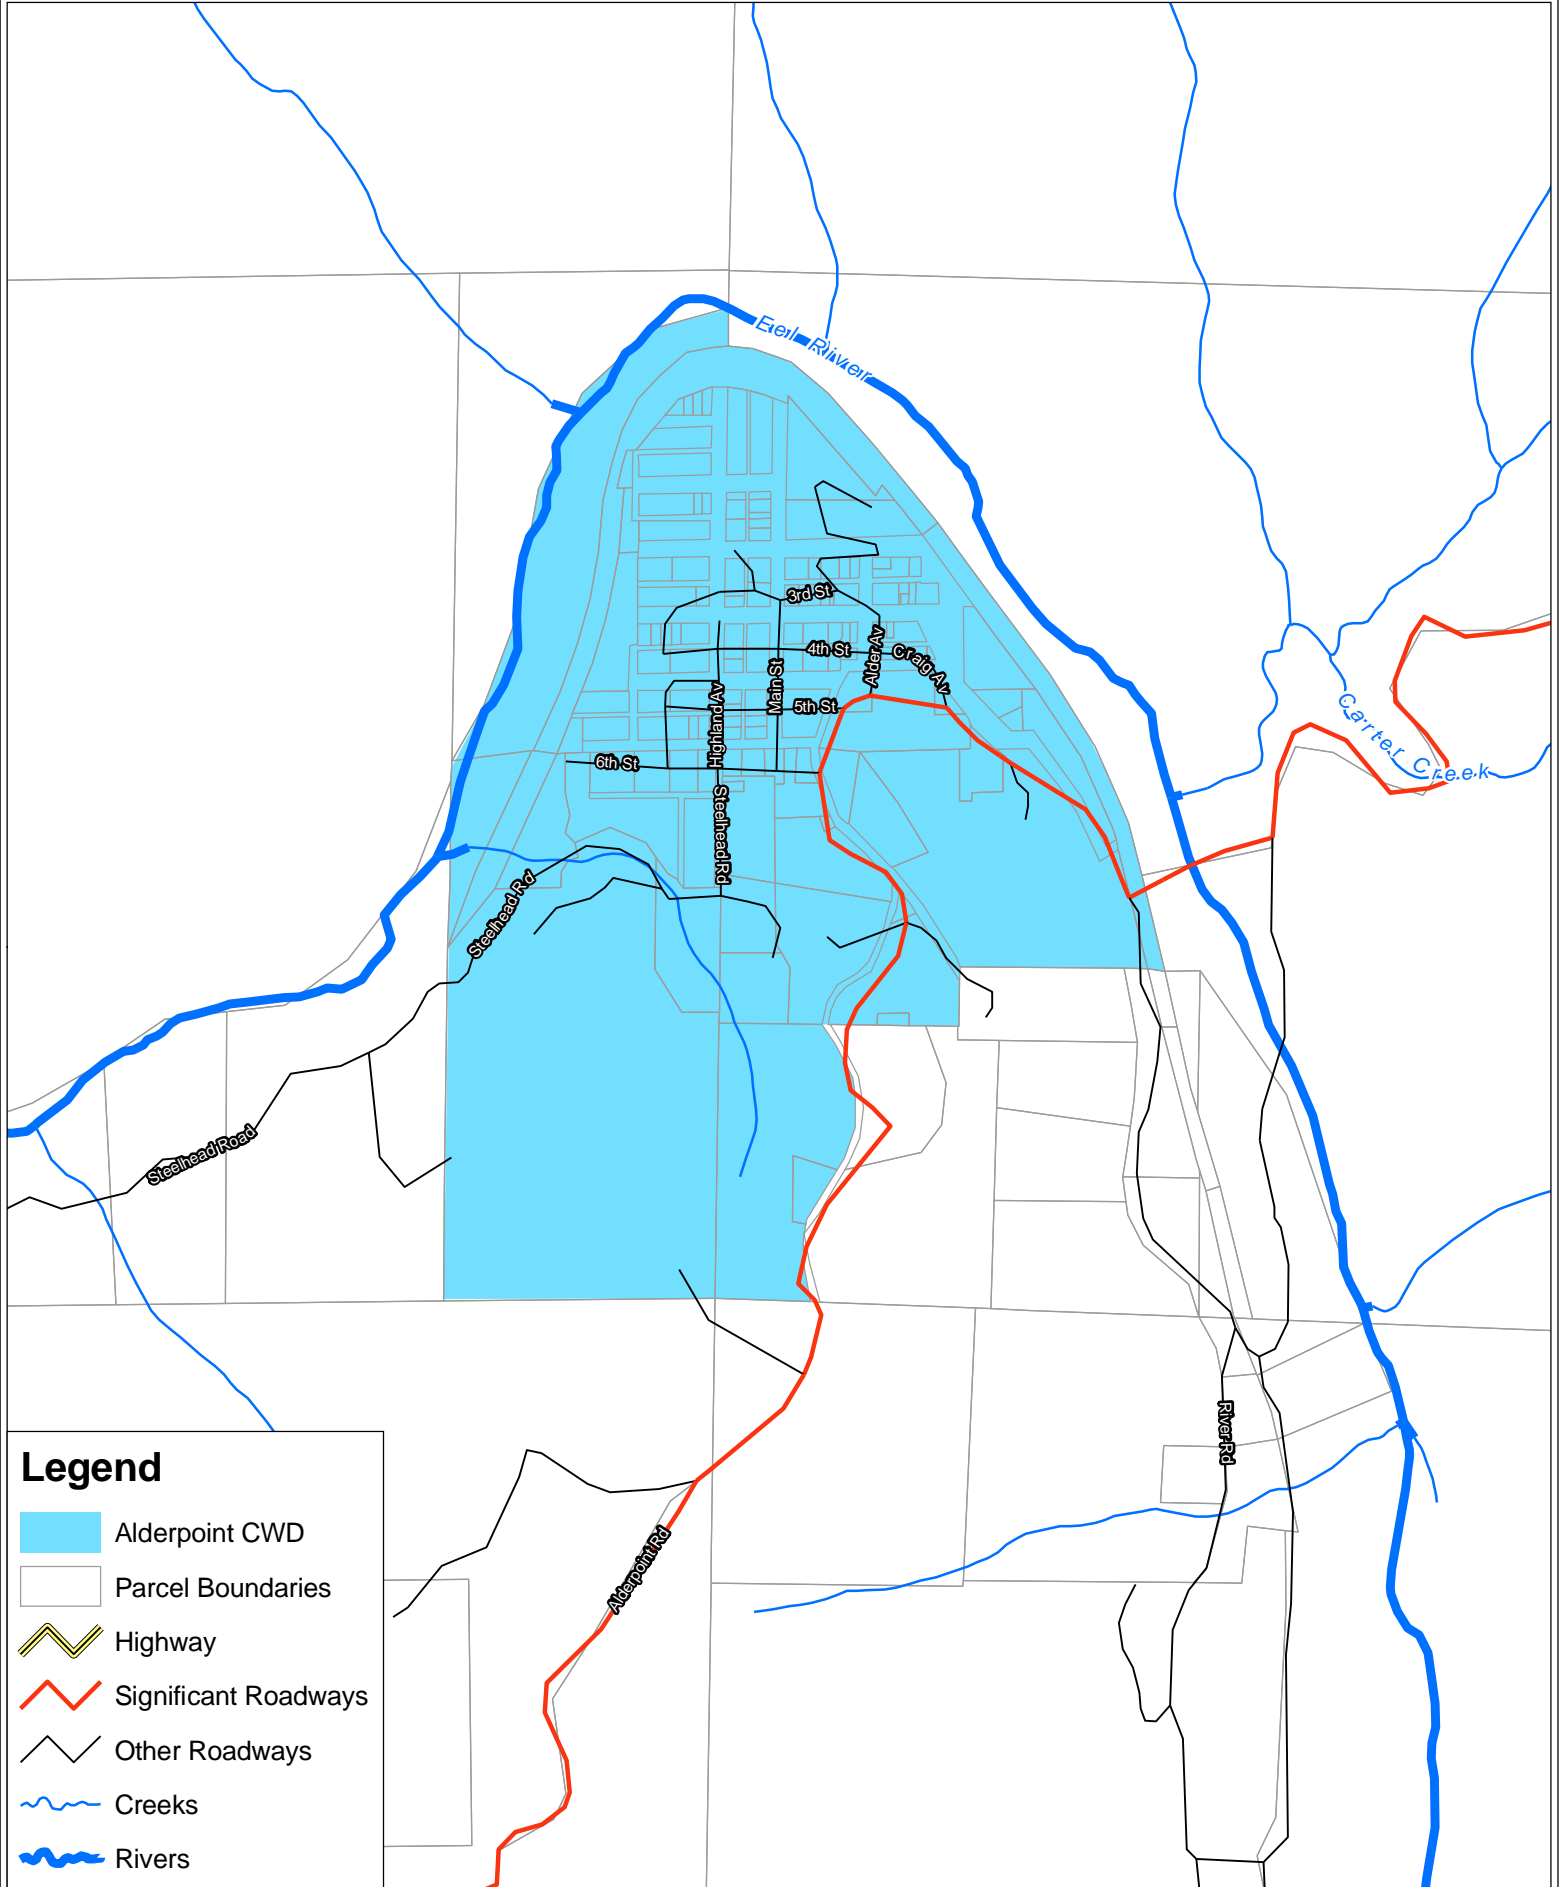 Eel River
3rd St
4th St
Alder Av
Craig Av
Main St
Highland Av
5th St
6th St
Steelhead Rd
Steelhead Rd
Carter Creek
Steelhead Road
River Rd
Alderpoint Rd
Legend
Alderpoint CWD
Parcel Boundaries
Highway
Significant Roadways
Other Roadways
Creeks
Rivers